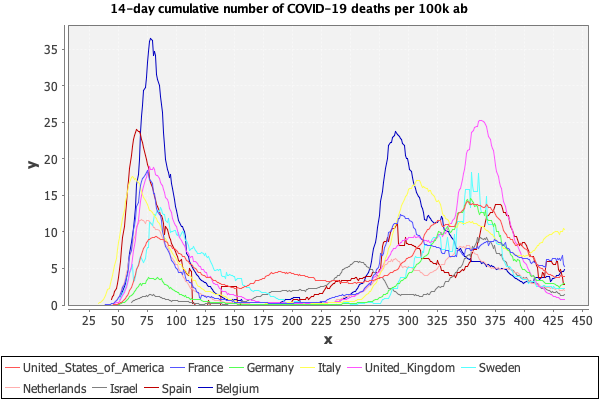 14-day cumulative number of COVID-19 deaths per 100k ab
35
30
25
20
15
10
5
0
y
25 50 75 100 125 150 175 200 225 250 275 300 325 350 375 400 425 450
x
United_States_of_America France Germany Italy United_Kingdom Sweden
Netherlands Israel Spain Belgium